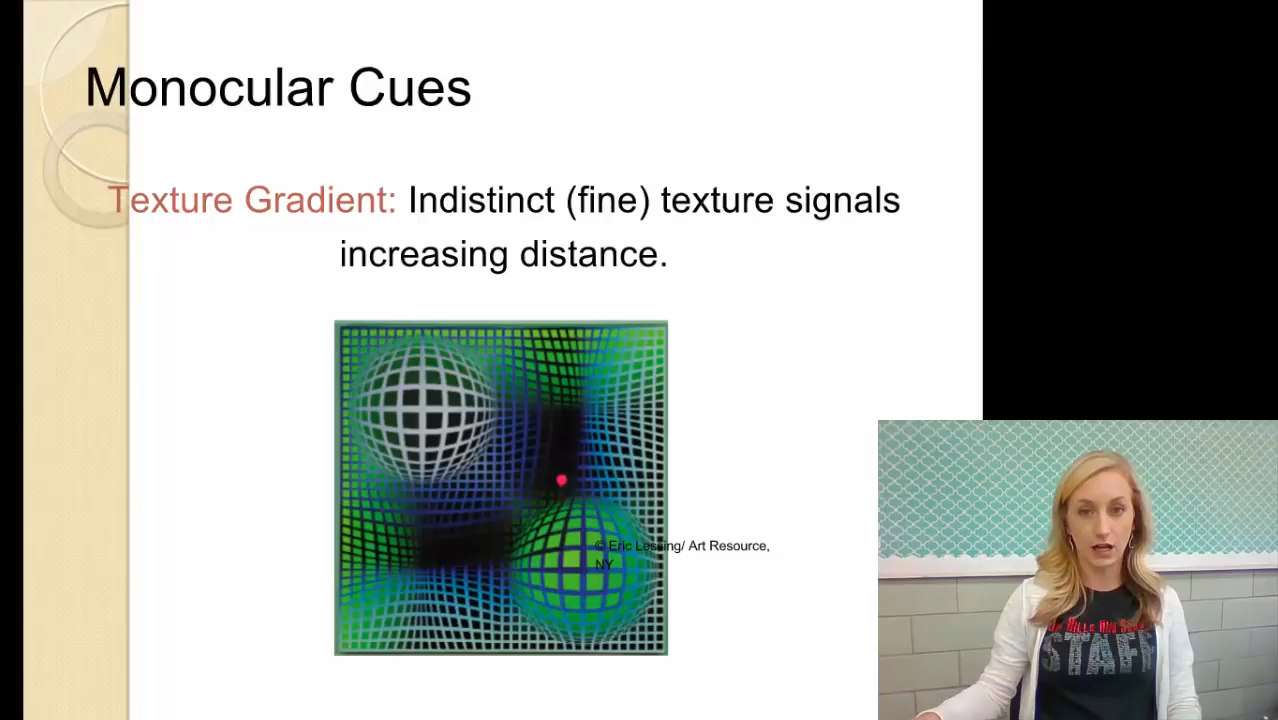 Monocular Cues
Texture Gradient: Indistinct (fine) texture signals
increasing distance.
© Eric Lessing/ Art Resource,
NY
STAFF